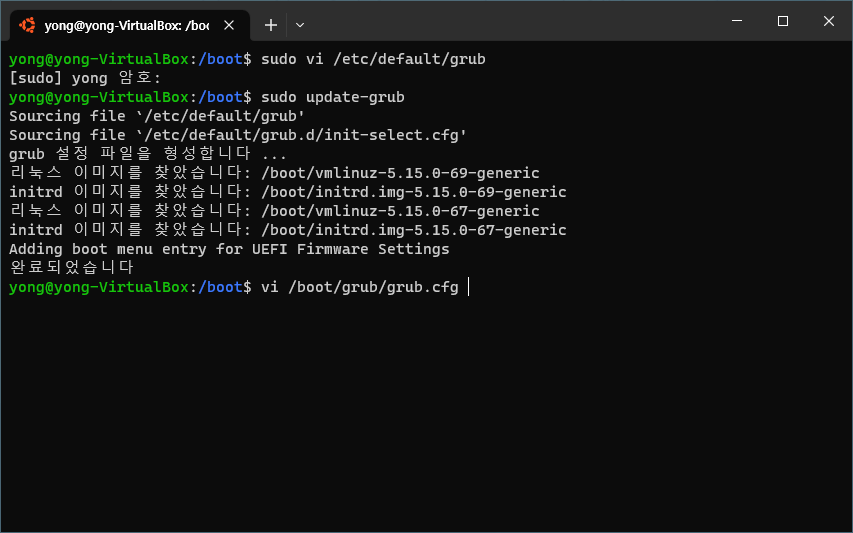 yong@yong-VirtualBox: /boo
yong@yong-VirtualBox:/boot$ sudo vi /etc/default/grub
[sudo] yong 암호:
yong@yong-VirtualBox:/boot$ sudo update-grub
Sourcing file `/etc/default/grub'
Sourcing file `/etc/default/grub.d/init-select.cfg'
grub 설정 파일을 형성합니다 ...
리눅스 이미지를 찾았습니다: /boot/vmlinuz-5.15.0-69-generic
initrd 이미지를 찾았습니다: /boot/initrd.img-5.15.0-69-generic
리눅스 이미지를 찾았습니다: /boot/vmlinuz-5.15.0-67-generic
initrd 이미지를 찾았습니다: /boot/initrd.img-5.15.0-67-generic
Adding boot menu entry for UEFI Firmware Settings
완료되었습니다
yong@yong-VirtualBox:/boot$ vi /boot/grub/grub.cfg